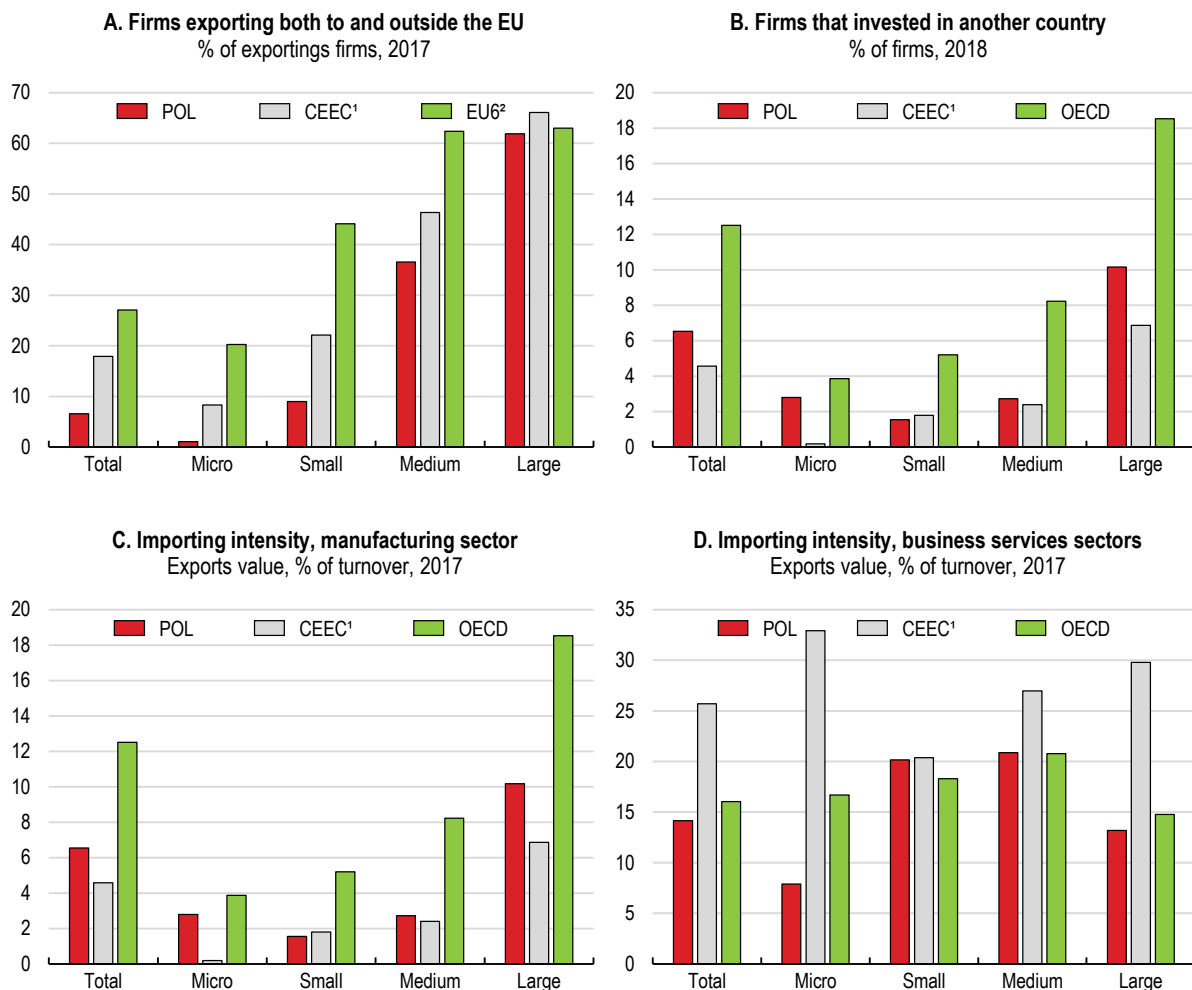 A. Firms exporting both to and outside the EU
% of exportings firms, 2017
70
60
50
40
30
20
10
0
POL CEEC¹ EU6²
Total Micro Small Medium Large
B. Firms that invested in another country
% of firms, 2018
20
18
16
14
12
10
8
6
4
2
0
POL CEEC¹ OECD
Total Micro Small Medium Large
C. Importing intensity, manufacturing sector
Exports value, % of turnover, 2017
20
18
16
14
12
10
8
6
4
2
0
POL CEEC¹ OECD
Total Micro Small Medium Large
D. Importing intensity, business services sectors
Exports value, % of turnover, 2017
35
30
25
20
15
10
5
0
POL CEEC¹ OECD
Total Micro Small Medium Large